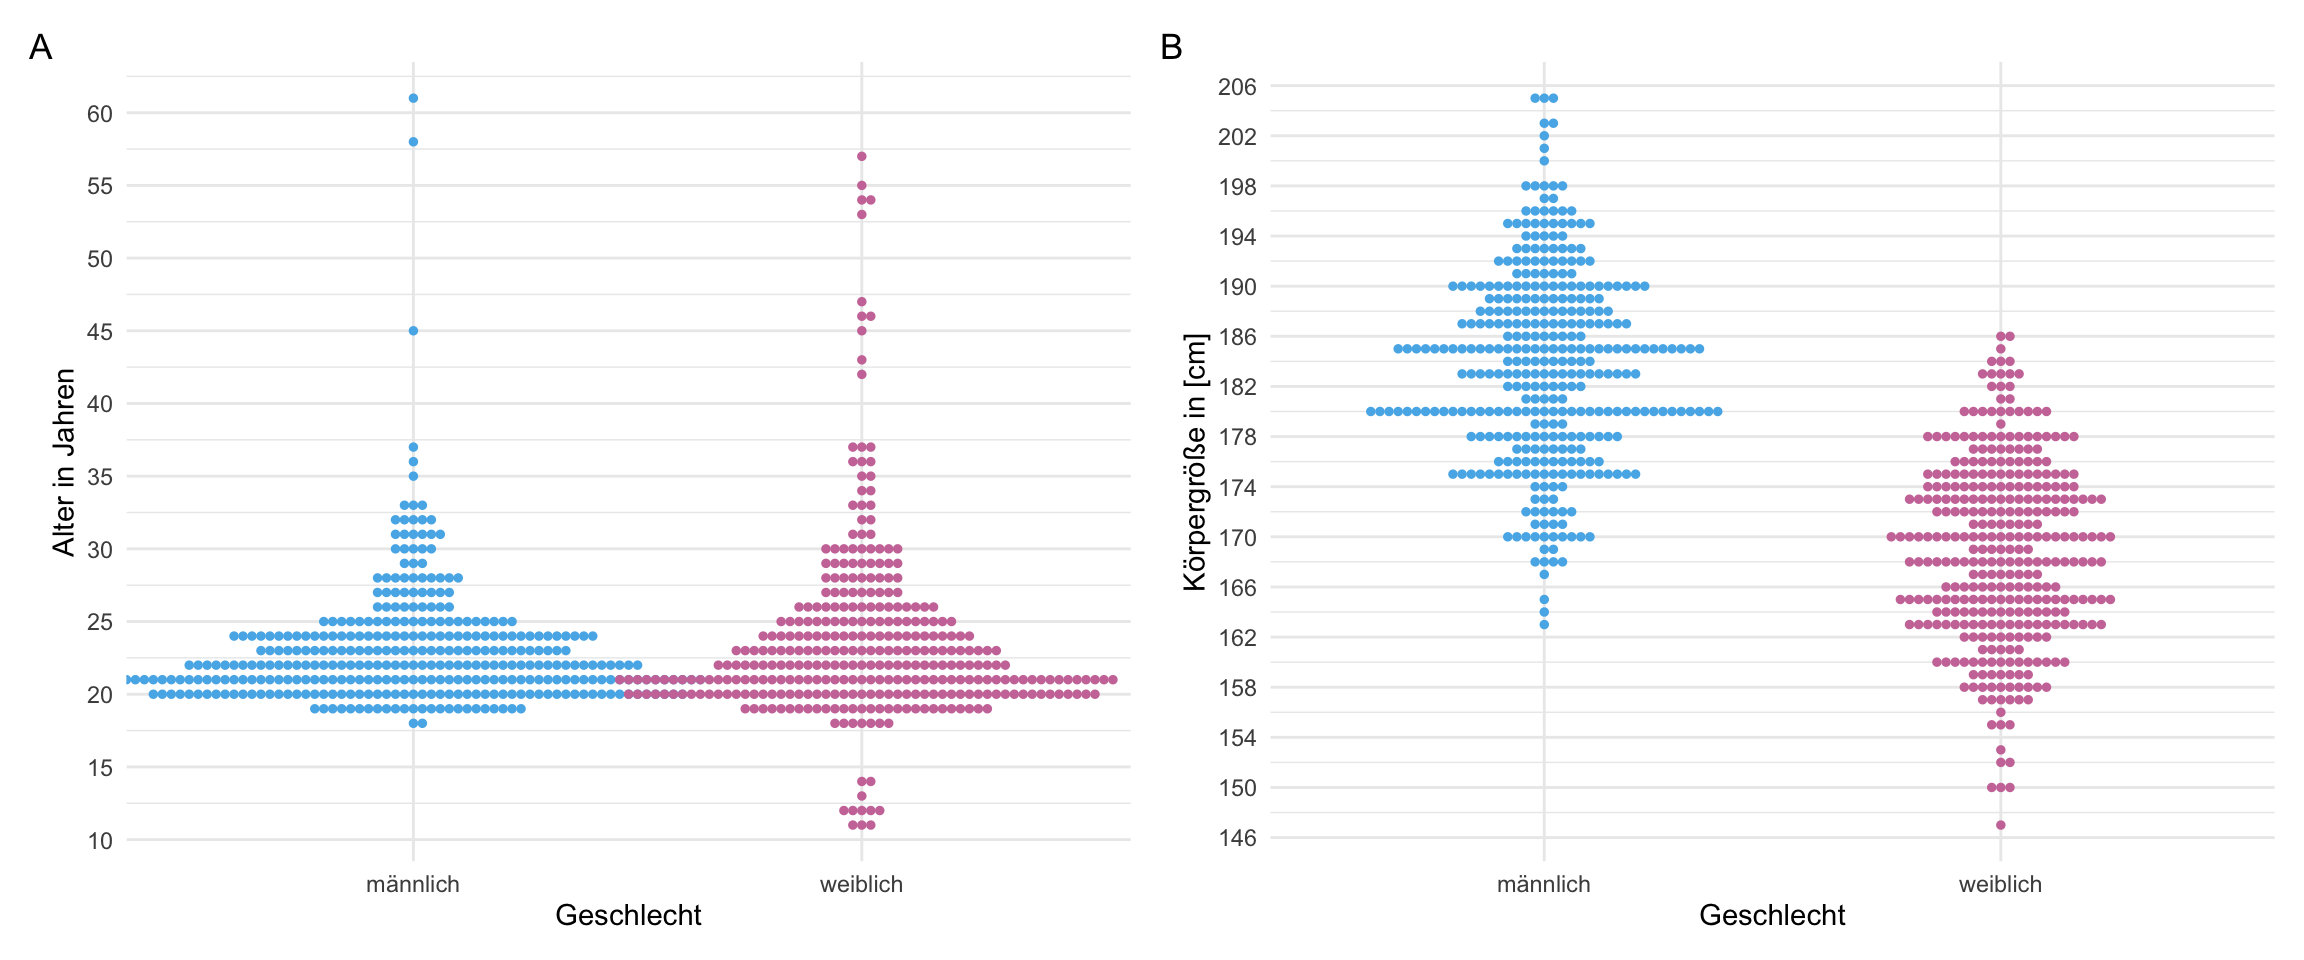 A
60
55
50
45
40
35
30
25
20
15
10
Alter in Jahren
männlich
weiblich
Geschlecht
B
206
202
198
194
190
186
182
178
174
170
166
162
158
154
150
146
Körpergröße in [cm]
männlich
weiblich
Geschlecht